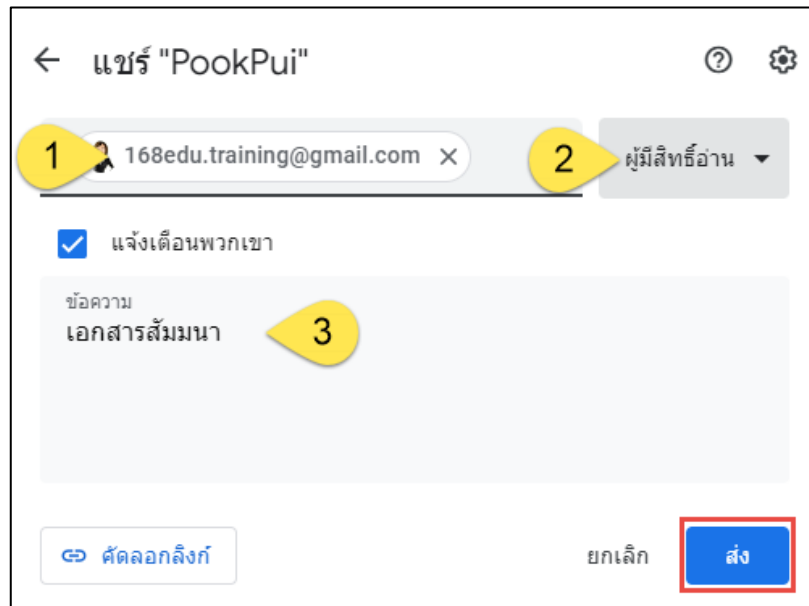 แชร์ "PookPui"
1 168edu.training@gmail.com 2 ผู้มีสิทธิ์อ่าน
แจ้งเตือนพวกเขา
ข้อความ
เอกสารสัมมนา 3
คัดลอกลิงก์ ยกเลิก ส่ง